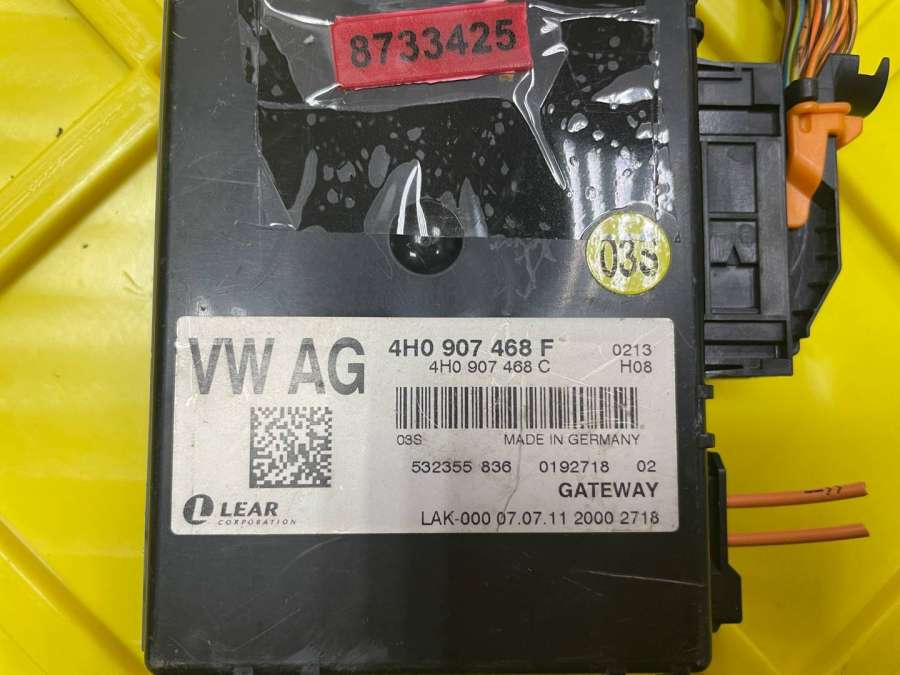 8733425
03S
VW AG
4H0 907 468 F 0213
4H0 907 468 C H08
03S MADE IN GERMANY
532355 836 0192718 02
GATEWAY
LEAR
CORPORATION
LAK-000 07.07.11 2000 2718